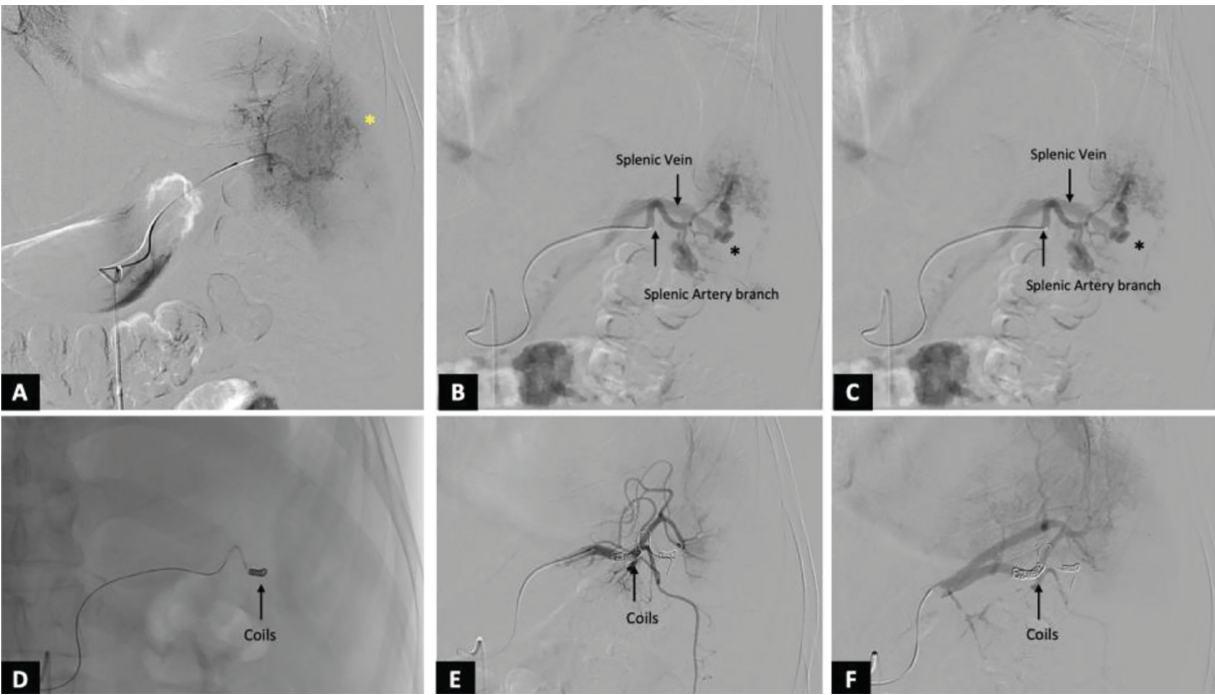 *
A
Splenic Vein
*
Splenic Artery branch
B
Splenic Vein
*
Splenic Artery branch
C
Coils
D
Coils
E
Coils
F